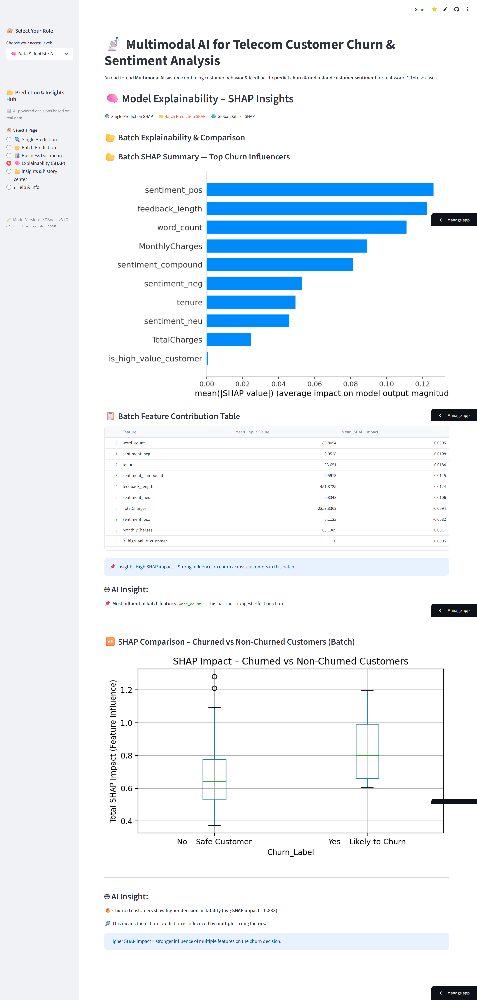 Share
Select Your Role
Choose your access level:
Data Scientist / A...
Prediction & Insights
Hub
AI-powered decisions based on
real data
Select a Page
Single Prediction
Batch Prediction
Business Dashboard
Explainability (SHAP)
insights & history
center
Help & Info
Model Versions: XGBoost v3 | DL
v2 | Last Updated: Nov 2025
Multimodal AI for Telecom Customer Churn &
Sentiment Analysis
An end-to-end Multimodal AI system combining customer behavior & feedback to predict churn & understand customer sentiment for real-world CRM use cases.
Model Explainability – SHAP Insights
Single Prediction SHAP Batch Prediction SHAP Global Dataset SHAP
Batch Explainability & Comparison
Batch SHAP Summary — Top Churn Influencers
sentiment_pos
feedback_length
word_count
MonthlyCharges
sentiment_compound
sentiment_neg
tenure
sentiment_neu
TotalCharges
is_high_value_customer
0.00 0.02 0.04 0.06 0.08 0.10 0.12
mean(|SHAP value|) (average impact on model output magnitud
Manage app
Batch Feature Contribution Table
Manage app
Feature Mean_Input_Value Mean_SHAP_Impact
0 word_count 80.8054 -0.0305
1 sentiment_neg 0.0528 -0.0198
2 tenure 33.651 -0.0184
3 sentiment_compound 0.5913 -0.0145
4 feedback_length 451.8725 0.0124
5 sentiment_neu 0.8348 -0.0106
6 TotalCharges 2359.8362 -0.0094
7 sentiment_pos 0.1123 -0.0082
8 MonthlyCharges 65.1389 0.0017
9 is_high_value_customer 0 0.0006
Insights: High SHAP impact = Strong influence on churn across customers in this batch.
AI Insight:
Most influential batch feature: word_count — this has the strongest effect on churn.
Manage app
VS SHAP Comparison – Churned vs Non-Churned Customers (Batch)
SHAP Impact – Churned vs Non-Churned Customers
Total SHAP Impact (Feature Influence)
1.2
1.0
0.8
0.6
0.4
No – Safe Customer Yes – Likely to Churn
Churn_Label
AI Insight:
Churned customers show higher decision instability (avg SHAP impact = 0.833),
This means their churn prediction is influenced by multiple strong factors.
Higher SHAP impact = stronger influence of multiple features on the churn decision.
Manage app